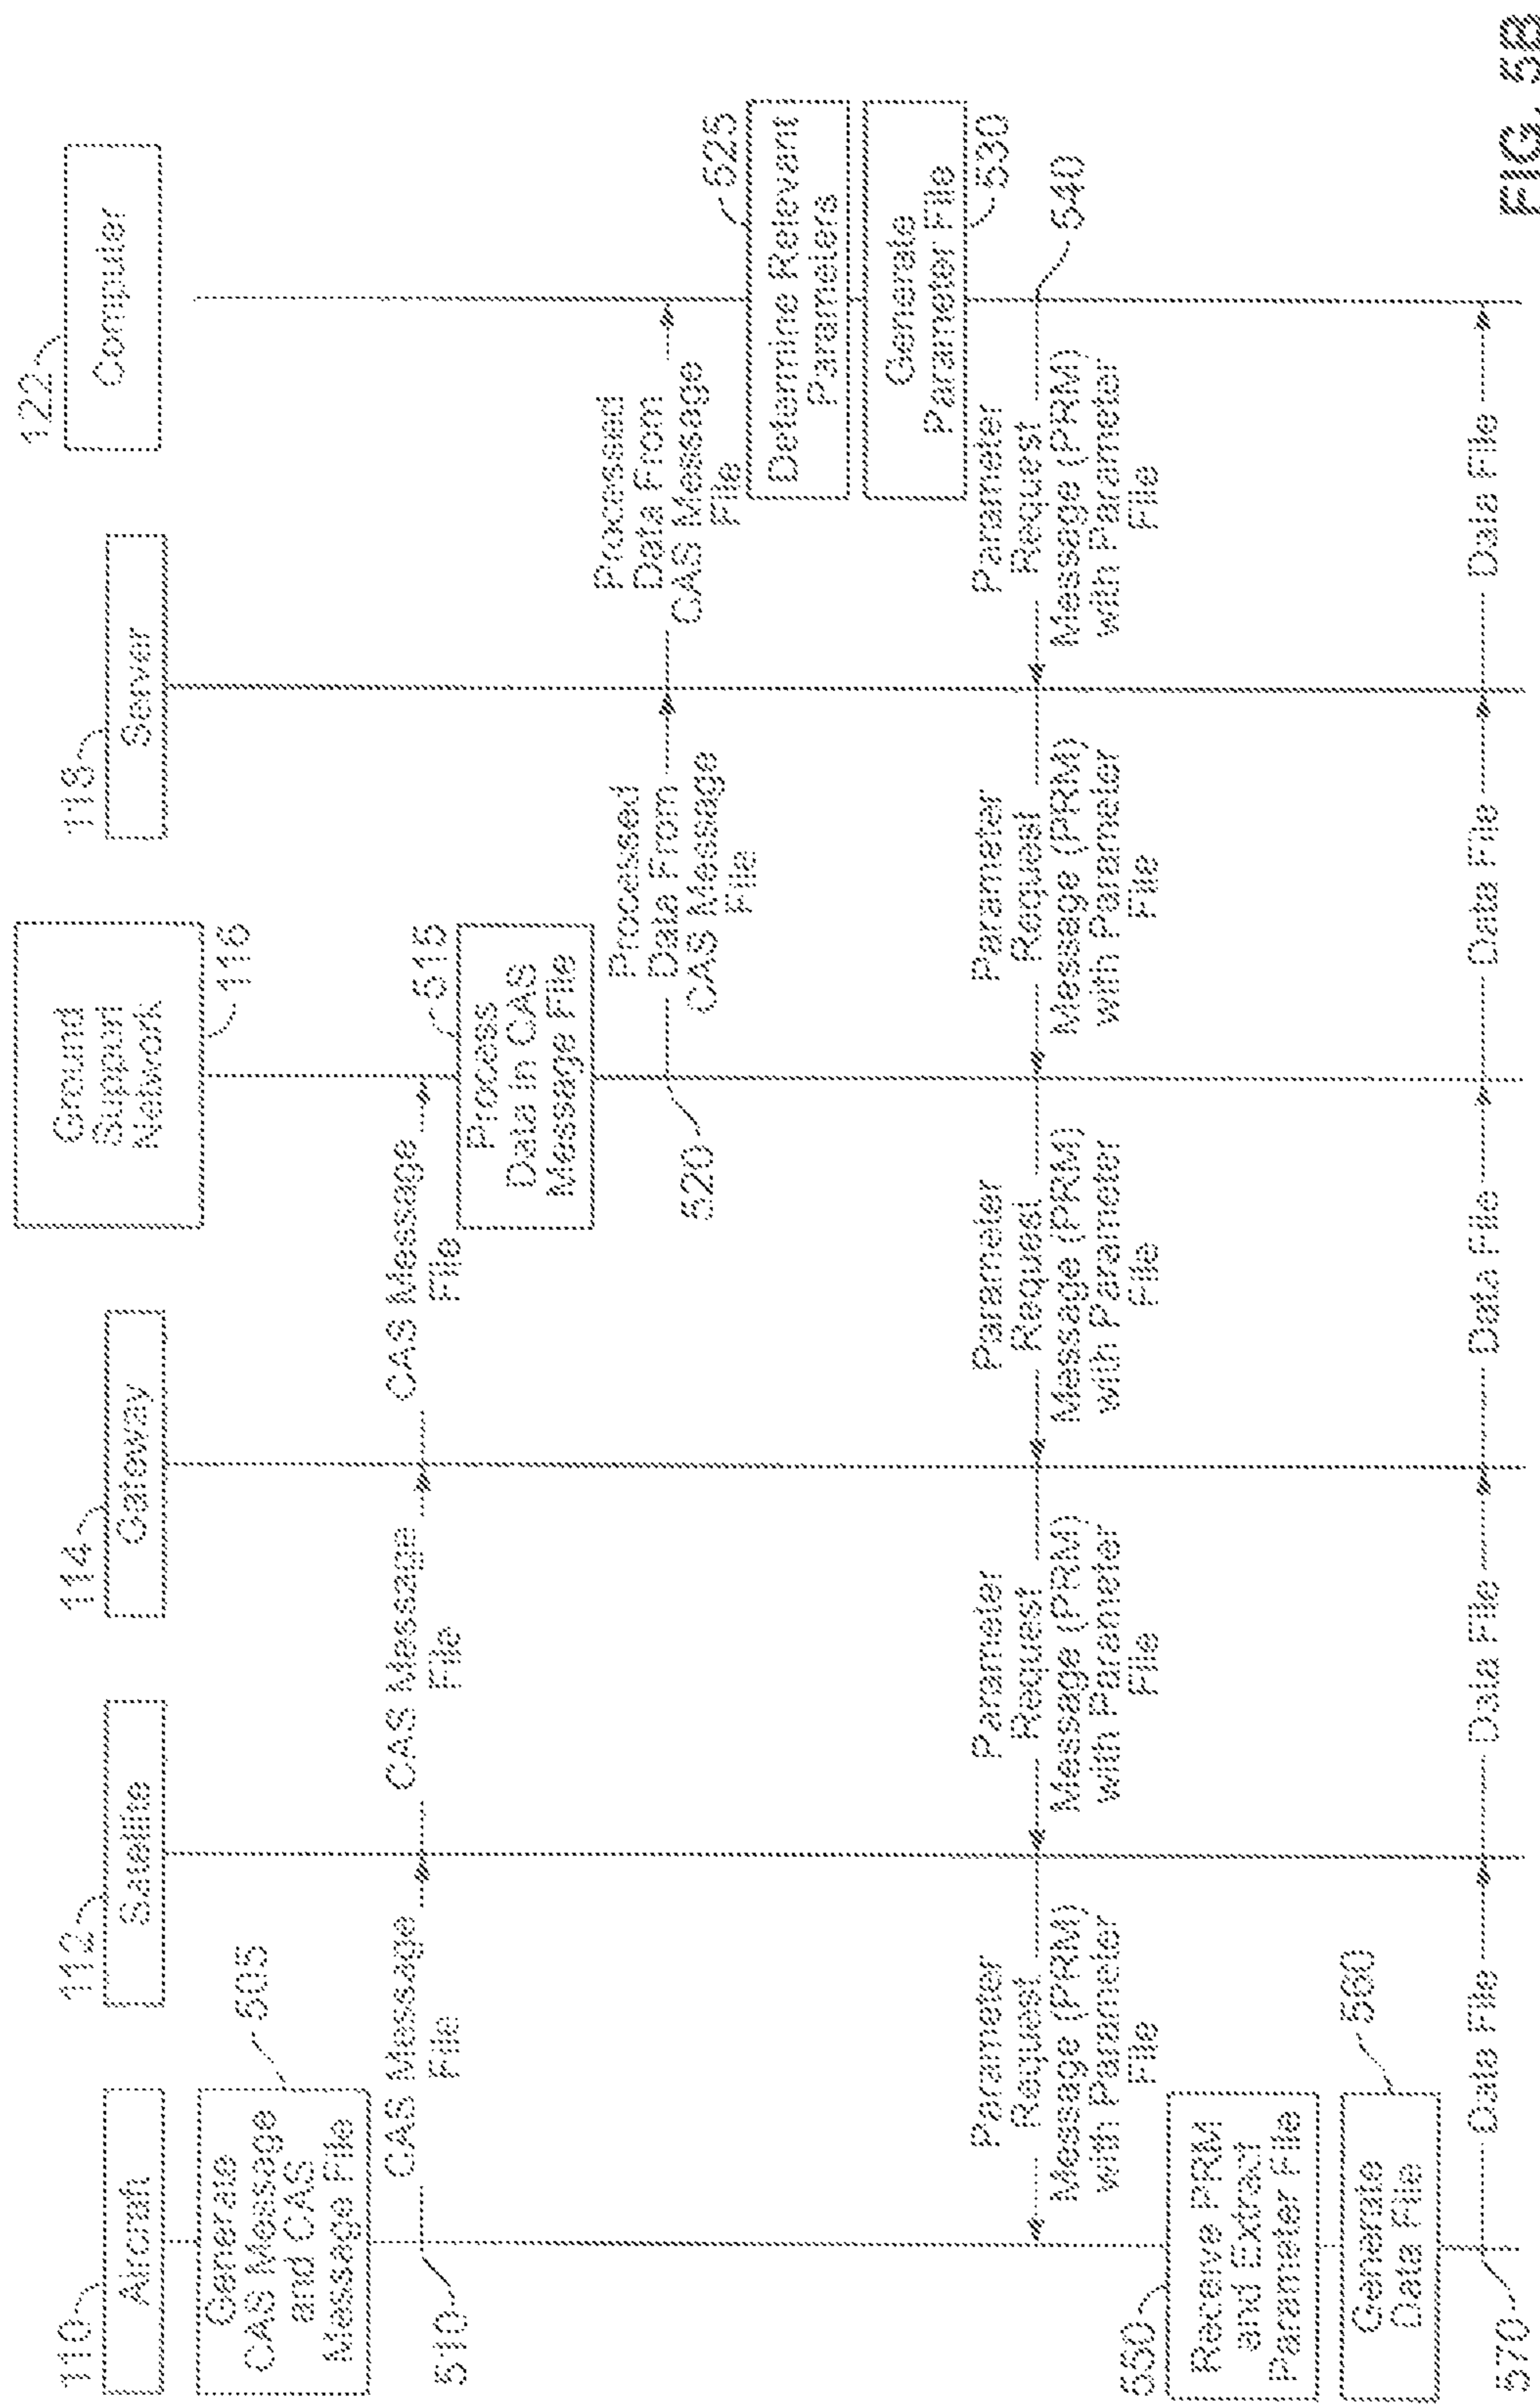 110
Aircraft
112
Satellite
114
Gateway
Ground
Support
Network
116
118
Server
122
Computer
Generate
CAS Message
and CAS
Message File
505
510
CAS Message
File
CAS Message
File
CAS Message
File
515
Process
Data in CAS
Message File
520
Processed
Data From
CAS Message
File
Processed
Data From
CAS Message
File
525
Determine Relevant
Parameters
Generate
Parameter File
530
540
Parameter
Request
Message (PRM)
with Parameter
File
Parameter
Request
Message (PRM)
with Parameter
File
Parameter
Request
Message (PRM)
with Parameter
File
Parameter
Request
Message (PRM)
with Parameter
File
Parameter
Request
Message (PRM)
with Parameter
File
550
Receive PRM
and Extract
Parameter File
560
Generate
Data File
570
Data File
Data File
Data File
Data File
Data File
FIG. 5B